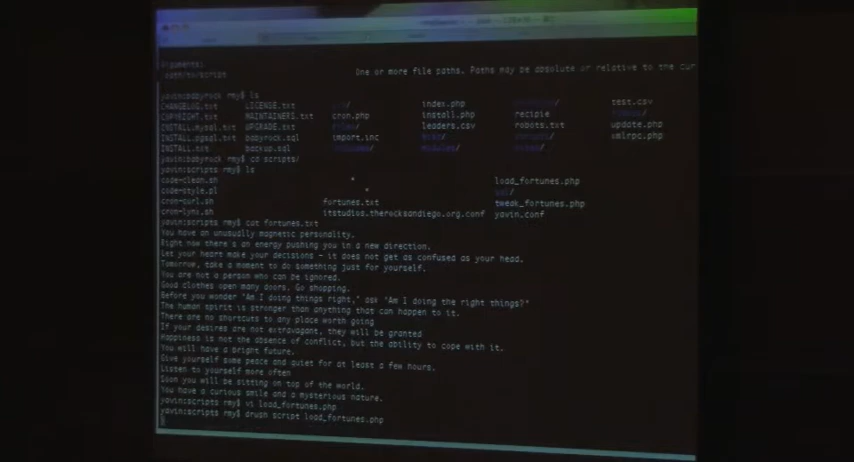 Arguments:
path/to/script One or more file paths. Paths may be absolute or relative to the cur
yavin:babyrock rmy$ ls
CHANGELOG.txt LICENSE.txt index.php test.csv
COPYRIGHT.txt MAINTAINERS.txt cron.php install.php recipie
INSTALL.mysql.txt UPGRADE.txt leaders.csv robots.txt update.php
INSTALL.pgsql.txt babyrock.sql import.inc xmlrpc.php
INSTALL.txt backup.sql modules/
yavin:babyrock rmy$ cd scripts/
yavin:scripts rmy$ ls
code-clean.sh load_fortunes.php
code-style.pl
cron-curl.sh fortunes.txt tweak_fortunes.php
cron-lynx.sh itstudios.therocksandiego.org.conf yavin.conf
yavin:scripts rmy$ cat fortunes.txt
You have an unusually magnetic personality.
Right now there's an energy pushing you in a new direction.
Let your heart make your decisions - it does not get as confused as your head.
Tomorrow, take a moment to do something just for yourself.
You are not a person who can be ignored.
Good clothes open many doors. Go shopping.
Before you wonder "Am I doing things right," ask "Am I doing the right things?"
The human spirit is stronger than anything that can happen to it.
There are no shortcuts to any place worth going
If your desires are not extravagant, they will be granted
Happiness is not the absence of conflict, but the ability to cope with it.
You will have a bright future.
Give yourself some peace and quiet for at least a few hours.
Listen to yourself more often
Soon you will be sitting on top of the world.
You have a curious smile and a mysterious nature.
yavin:scripts rmy$ vi load_fortunes.php
yavin:scripts rmy$ drush script load_fortunes.php